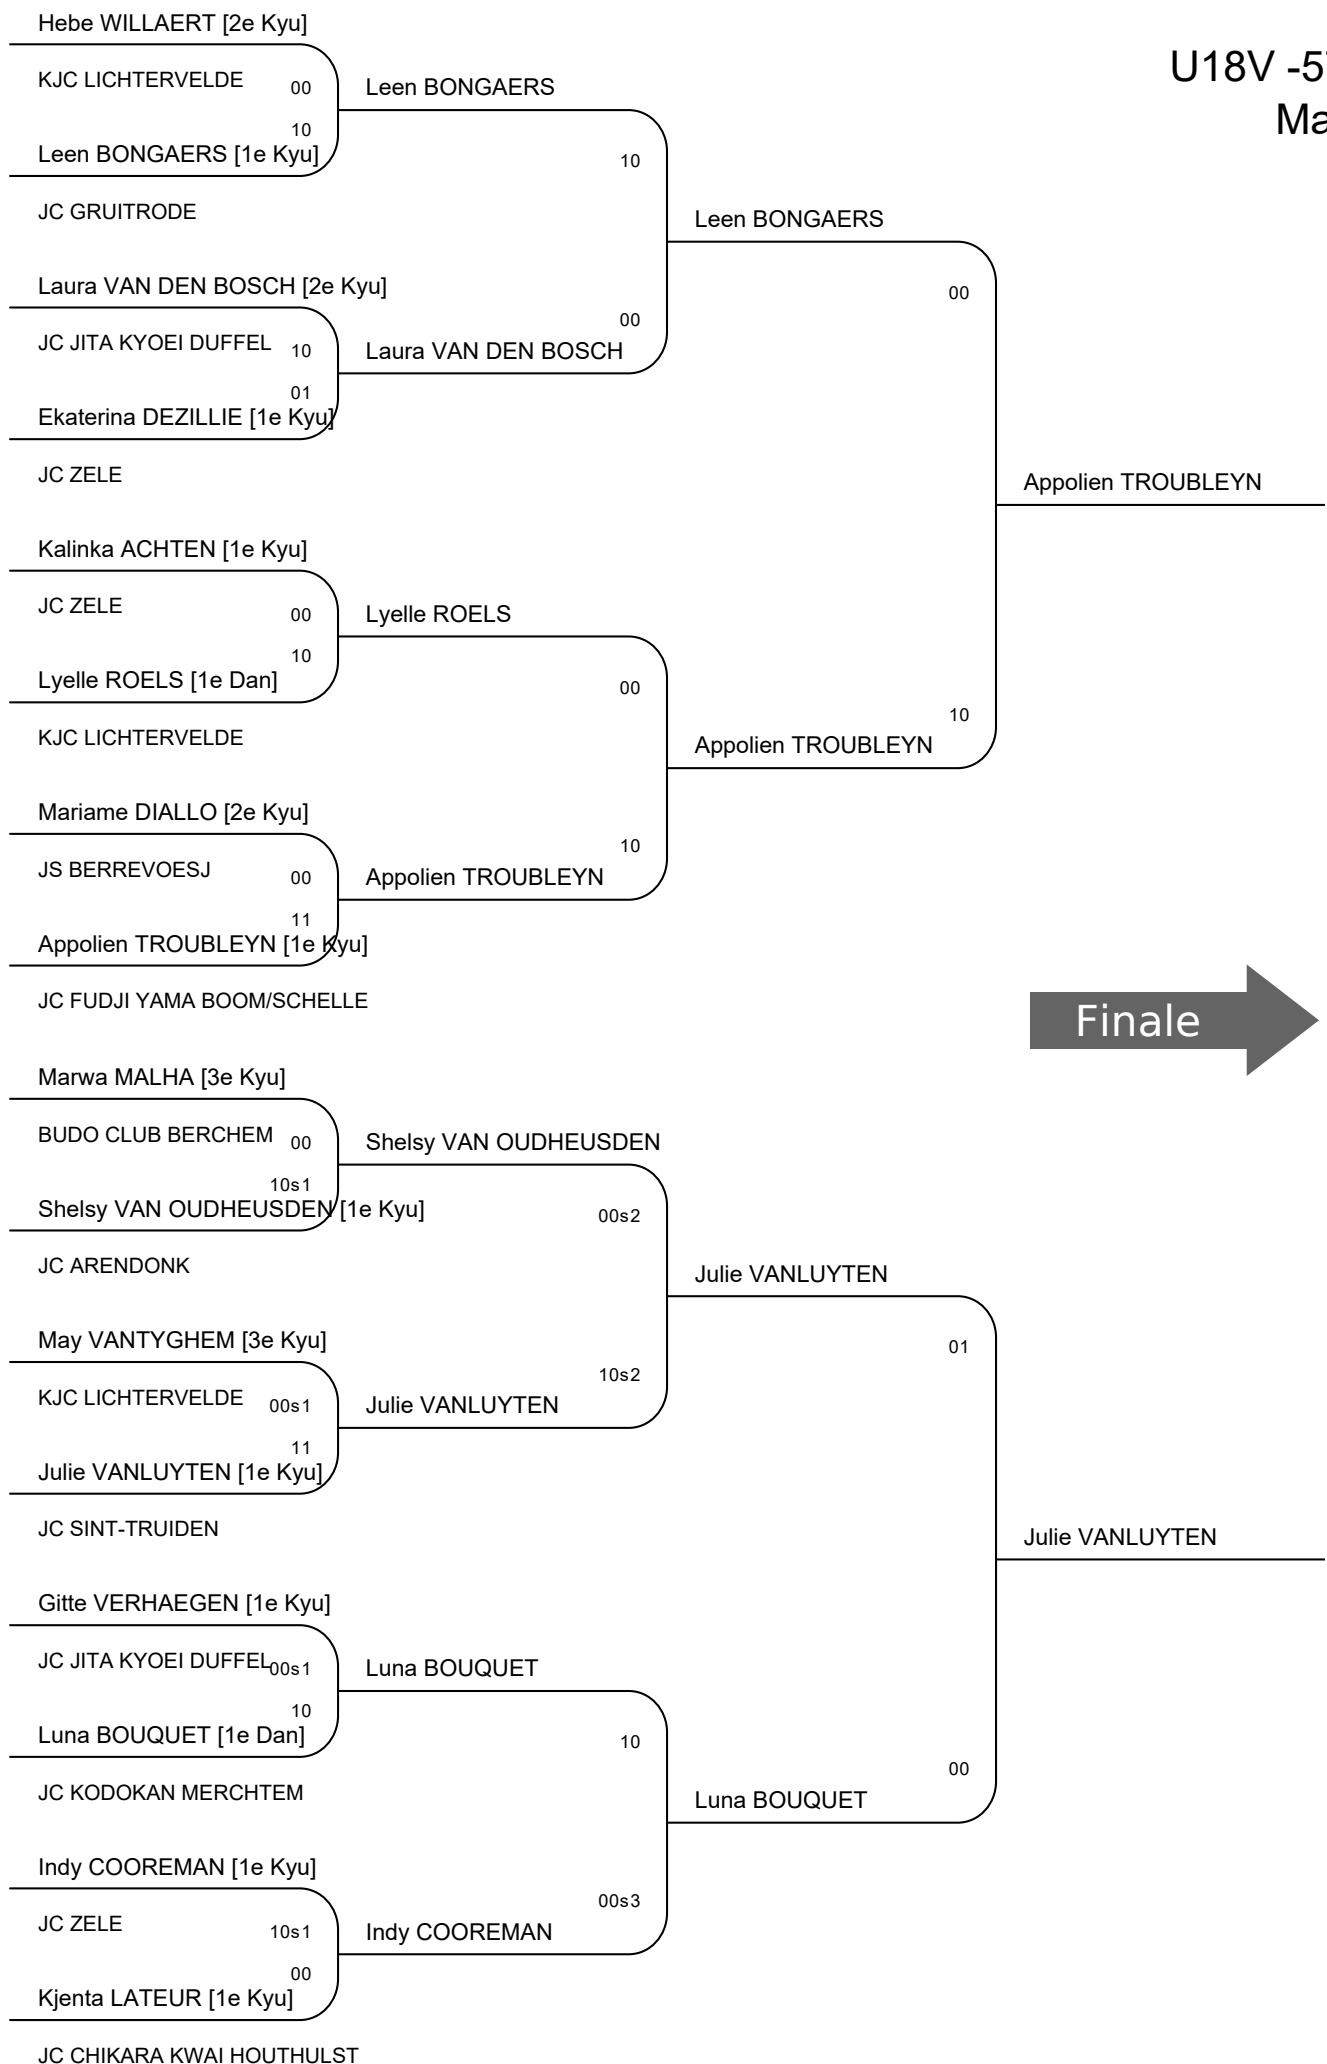 Hebe WILLAERT [2e Kyu]
U18V -5
KJC LICHTERVELDE
00
Leen BONGAERS
Ma
10
Leen BONGAERS [1e Kyu]
10
JC GRUITRODE
Leen BONGAERS
Laura VAN DEN BOSCH [2e Kyu]
00
00
JC JITA KYOEI DUFFEL
10
Laura VAN DEN BOSCH
01
Ekaterina DEZILLIE [1e Kyu]
JC ZELE
Appolien TROUBLEYN
Kalinka ACHTEN [1e Kyu]
JC ZELE
00
Lyelle ROELS
10
Lyelle ROELS [1e Dan]
00
10
KJC LICHTERVELDE
Appolien TROUBLEYN
Mariame DIALLO [2e Kyu]
10
JS BERREVOESJ
00
Appolien TROUBLEYN
11
Appolien TROUBLEYN [1e Kyu]
JC FUDJI YAMA BOOM/SCHELLE
Finale
Marwa MALHA [3e Kyu]
BUDO CLUB BERCHEM
00
Shelsy VAN OUDHEUSDEN
10s1
Shelsy VAN OUDHEUSDEN [1e Kyu]
00s2
JC ARENDONK
Julie VANLUYTEN
May VANTYGHEM [3e Kyu]
01
10s2
KJC LICHTERVELDE
00s1
Julie VANLUYTEN
11
Julie VANLUYTEN [1e Kyu]
JC SINT-TRUIDEN
Julie VANLUYTEN
Gitte VERHAEGEN [1e Kyu]
JC JITA KYOEI DUFFEL
00s1
Luna BOUQUET
10
Luna BOUQUET [1e Dan]
10
00
JC KODOKAN MERCHTEM
Luna BOUQUET
Indy COOREMAN [1e Kyu]
00s3
JC ZELE
10s1
Indy COOREMAN
00
Kjenta LATEUR [1e Kyu]
JC CHIKARA KWAI HOUTHULST